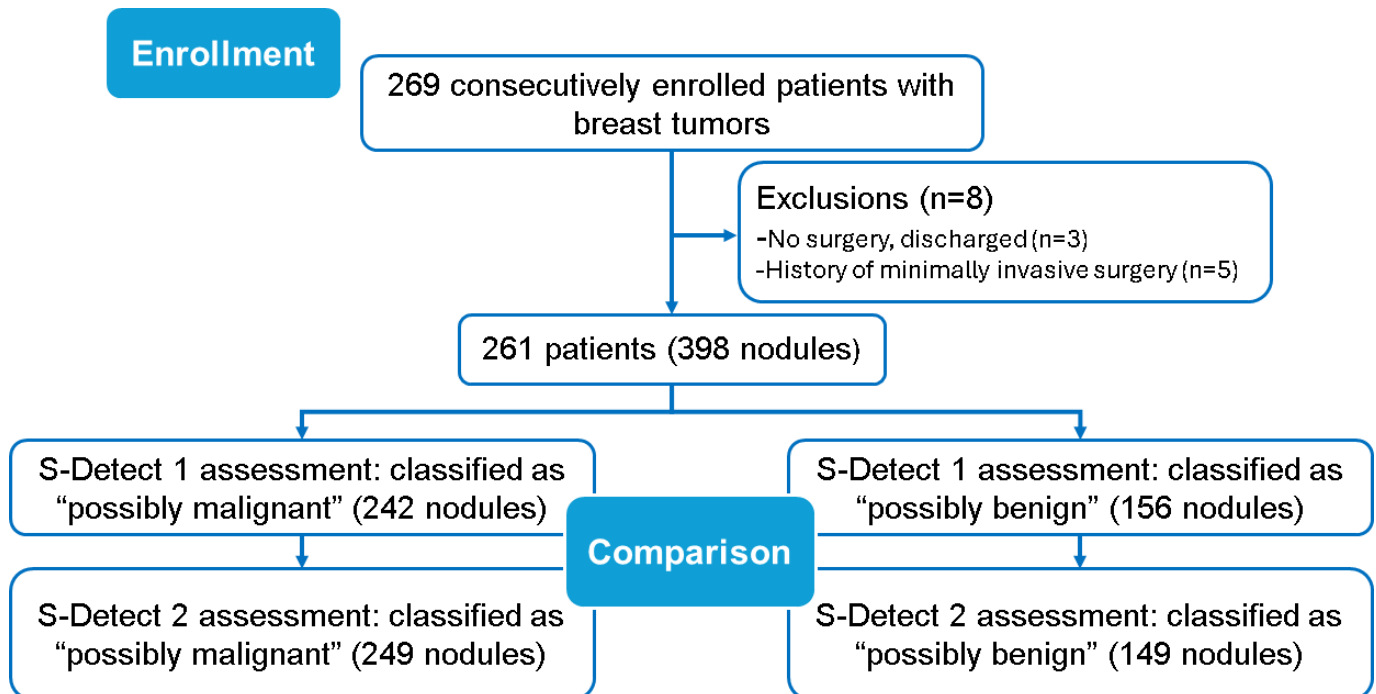 Enrollment
269 consecutively enrolled patients with
breast tumors
Exclusions (n=8)
-No surgery, discharged (n=3)
-History of minimally invasive surgery (n=5)
261 patients (398 nodules)
S-Detect 1 assessment: classified as
“possibly malignant” (242 nodules)
S-Detect 1 assessment: classified as
“possibly benign” (156 nodules)
Comparison
S-Detect 2 assessment: classified as
“possibly malignant” (249 nodules)
S-Detect 2 assessment: classified as
“possibly benign” (149 nodules)